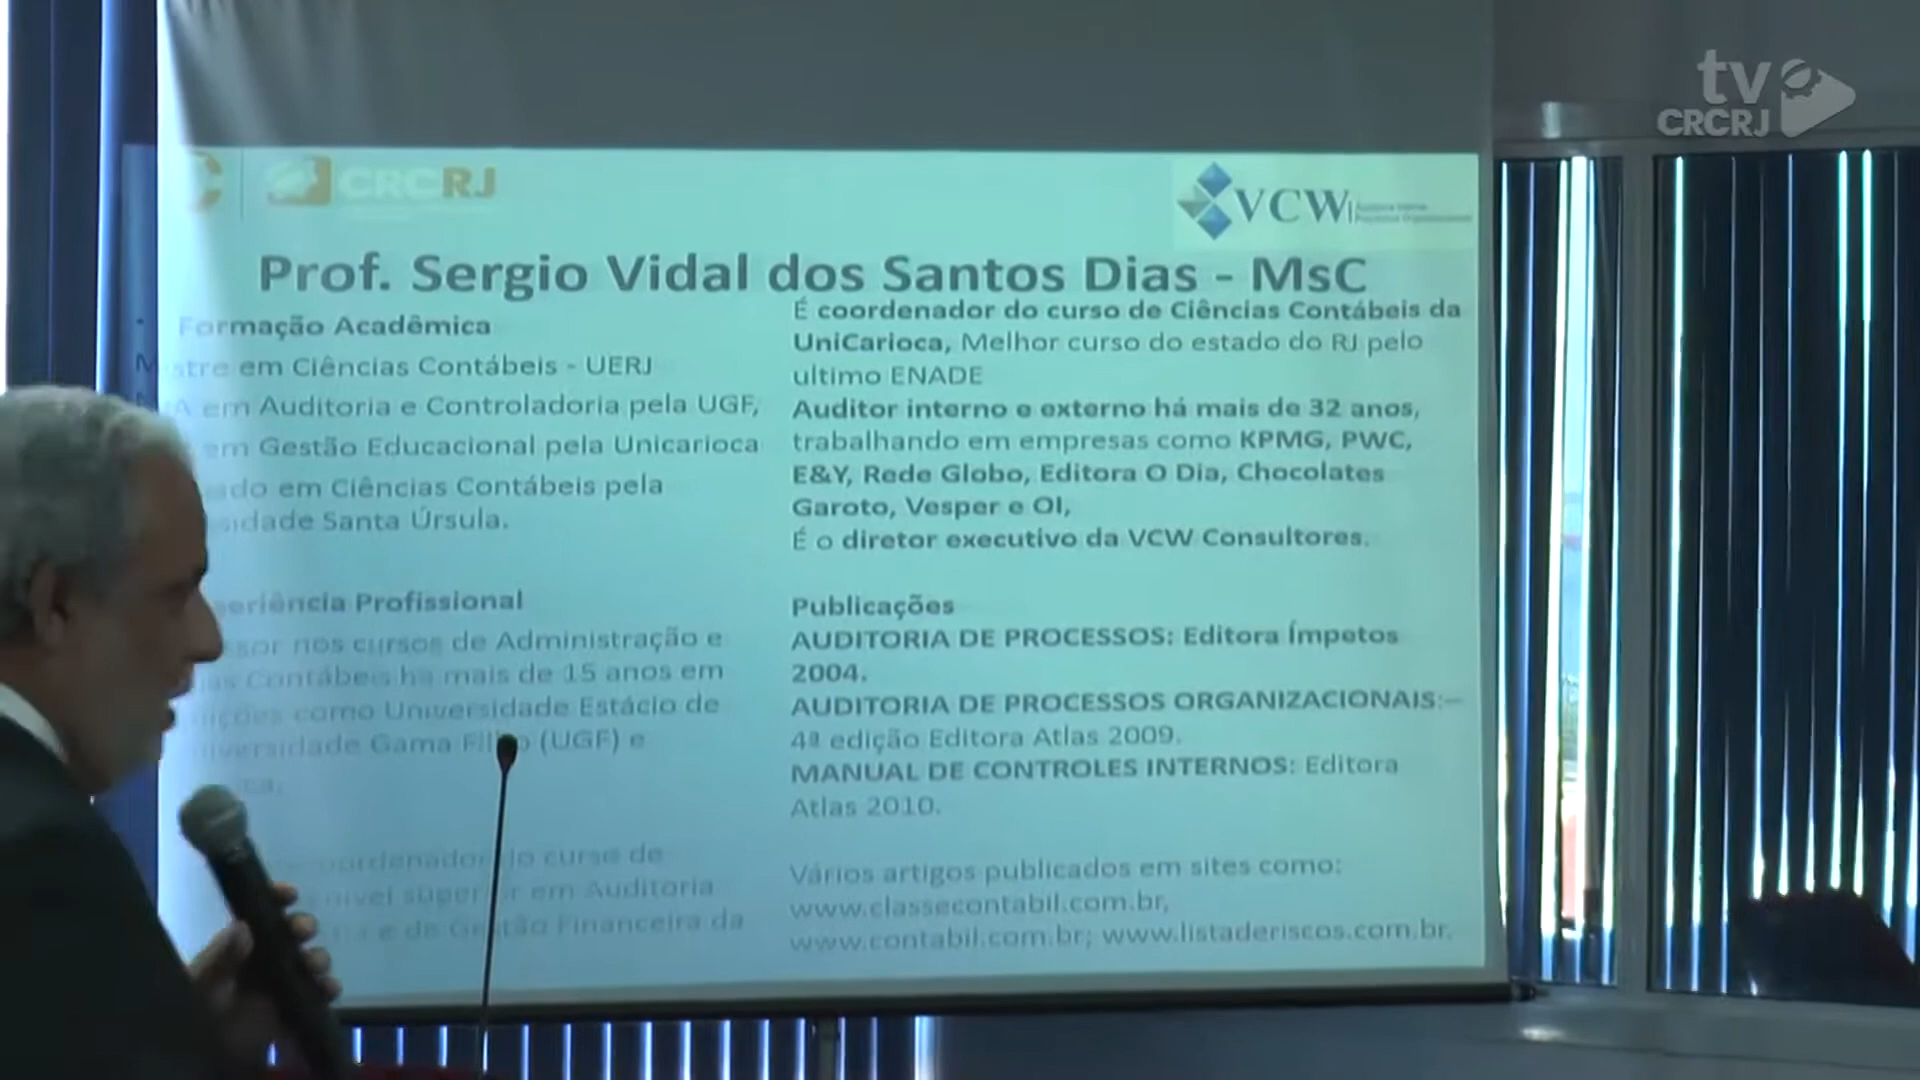 tv
CRCRJ
CRCRJ
VCW
Prof. Sergio Vidal dos Santos Dias - MsC
Formação Acadêmica
em Ciências Contábeis - UERJ
em Auditoria e Controladoria pela UGF,
em Gestão Educacional pela Unicarioca
em Ciências Contábeis pela
Santa Úrsula.
Profissional
nos cursos de Administração e
Contábeis há mais de 15 anos em
como Universidade Estácio de
Gama (UGF) e
do curso de
nivel em Auditoria
e de Gestão Financeira da
É coordenador do curso de Ciências Contábeis da
UniCarioca, Melhor curso do estado do RJ pelo
ultimo ENADE
Auditor interno e externo há mais de 32 anos,
trabalhando em empresas como KPMG, PWC,
E&Y, Rede Globo, Editora O Dia, Chocolates
Garoto, Vesper e OI,
É o diretor executivo da VCW Consultores.
Publicações
AUDITORIA DE PROCESSOS: Editora Ímpetos
2004.
AUDITORIA DE PROCESSOS ORGANIZACIONAIS:–
4ª edição Editora Atlas 2009.
MANUAL DE CONTROLES INTERNOS: Editora
Atlas 2010.
Vários artigos publicados em sites como:
www.classecontabil.com.br,
www.contabil.com.br; www.listaderiscos.com.br.